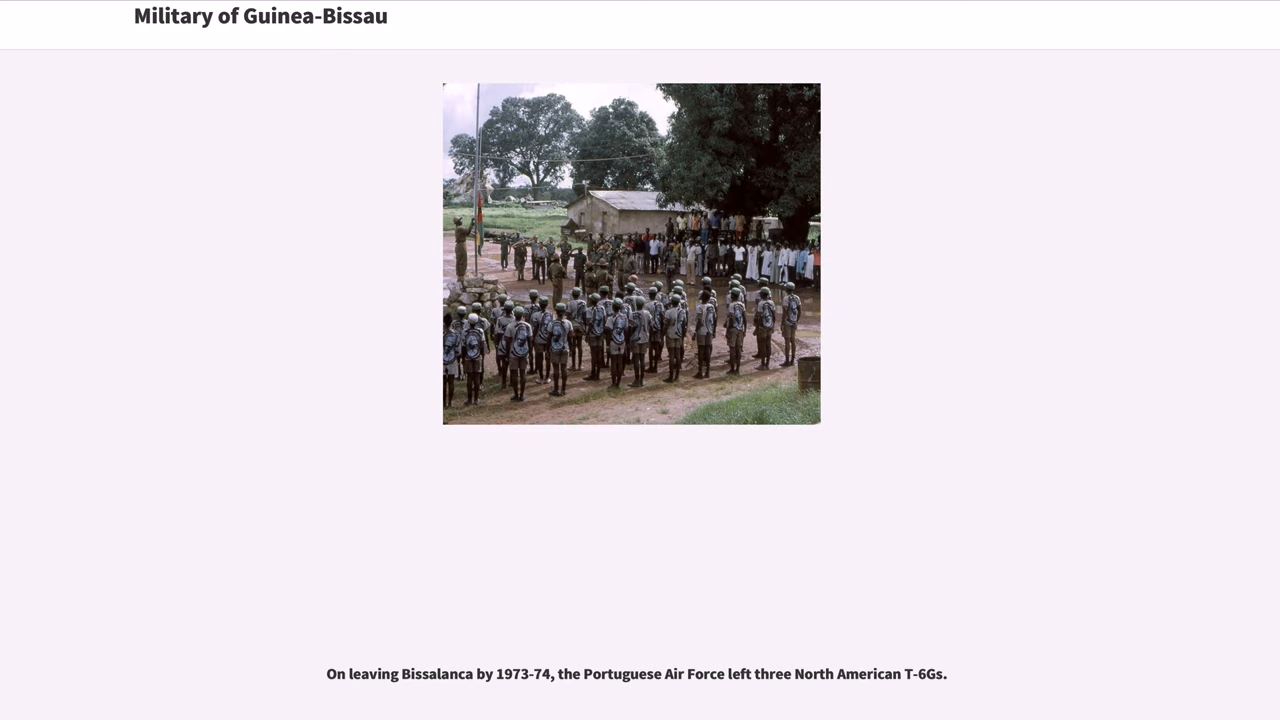 Military of Guinea-Bissau
On leaving Bissalanca by 1973-74, the Portuguese Air Force left three North American T-6Gs.